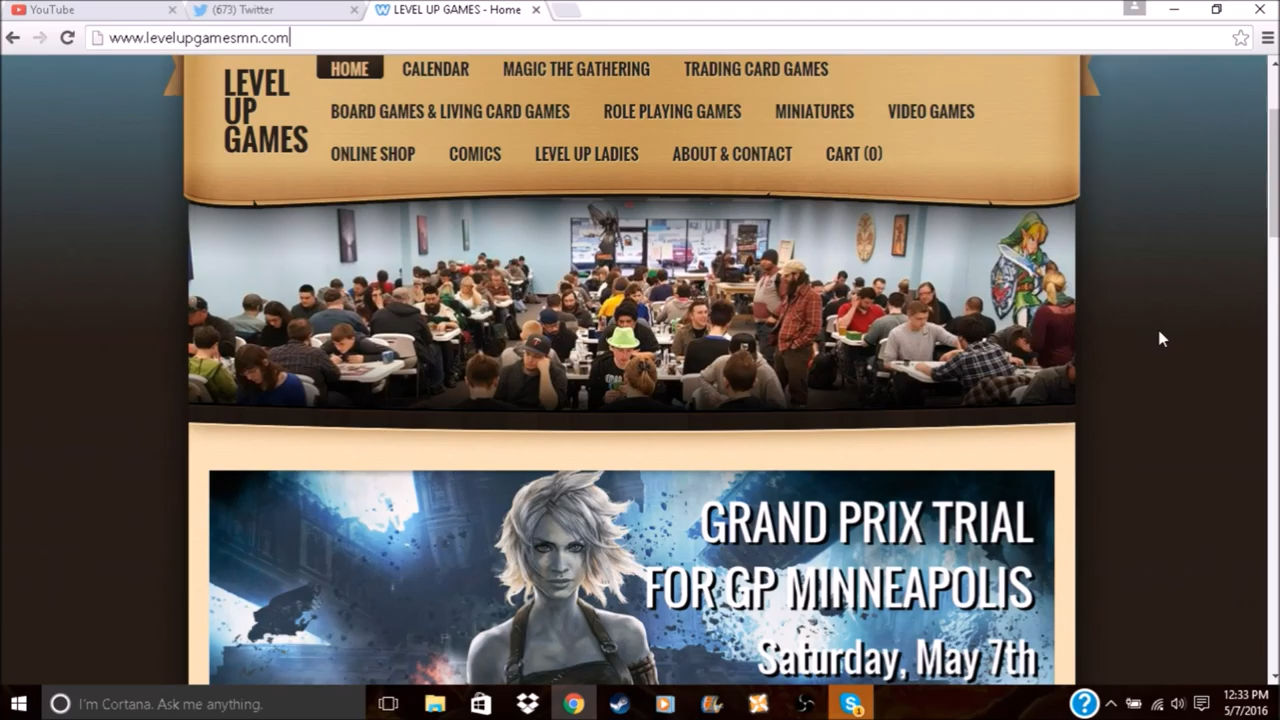 YouTube
(673) Twitter
LEVEL UP GAMES - Home
www.levelupgamesmn.com
LEVEL
UP
GAMES
HOME
CALENDAR
MAGIC THE GATHERING
TRADING CARD GAMES
BOARD GAMES & LIVING CARD GAMES
ROLE PLAYING GAMES
MINIATURES
VIDEO GAMES
ONLINE SHOP
COMICS
LEVEL UP LADIES
ABOUT & CONTACT
CART (0)
GRAND PRIX TRIAL
FOR GP MINNEAPOLIS
Saturday, May 7th
I'm Cortana. Ask me anything.
12:33 PM
5/7/2016